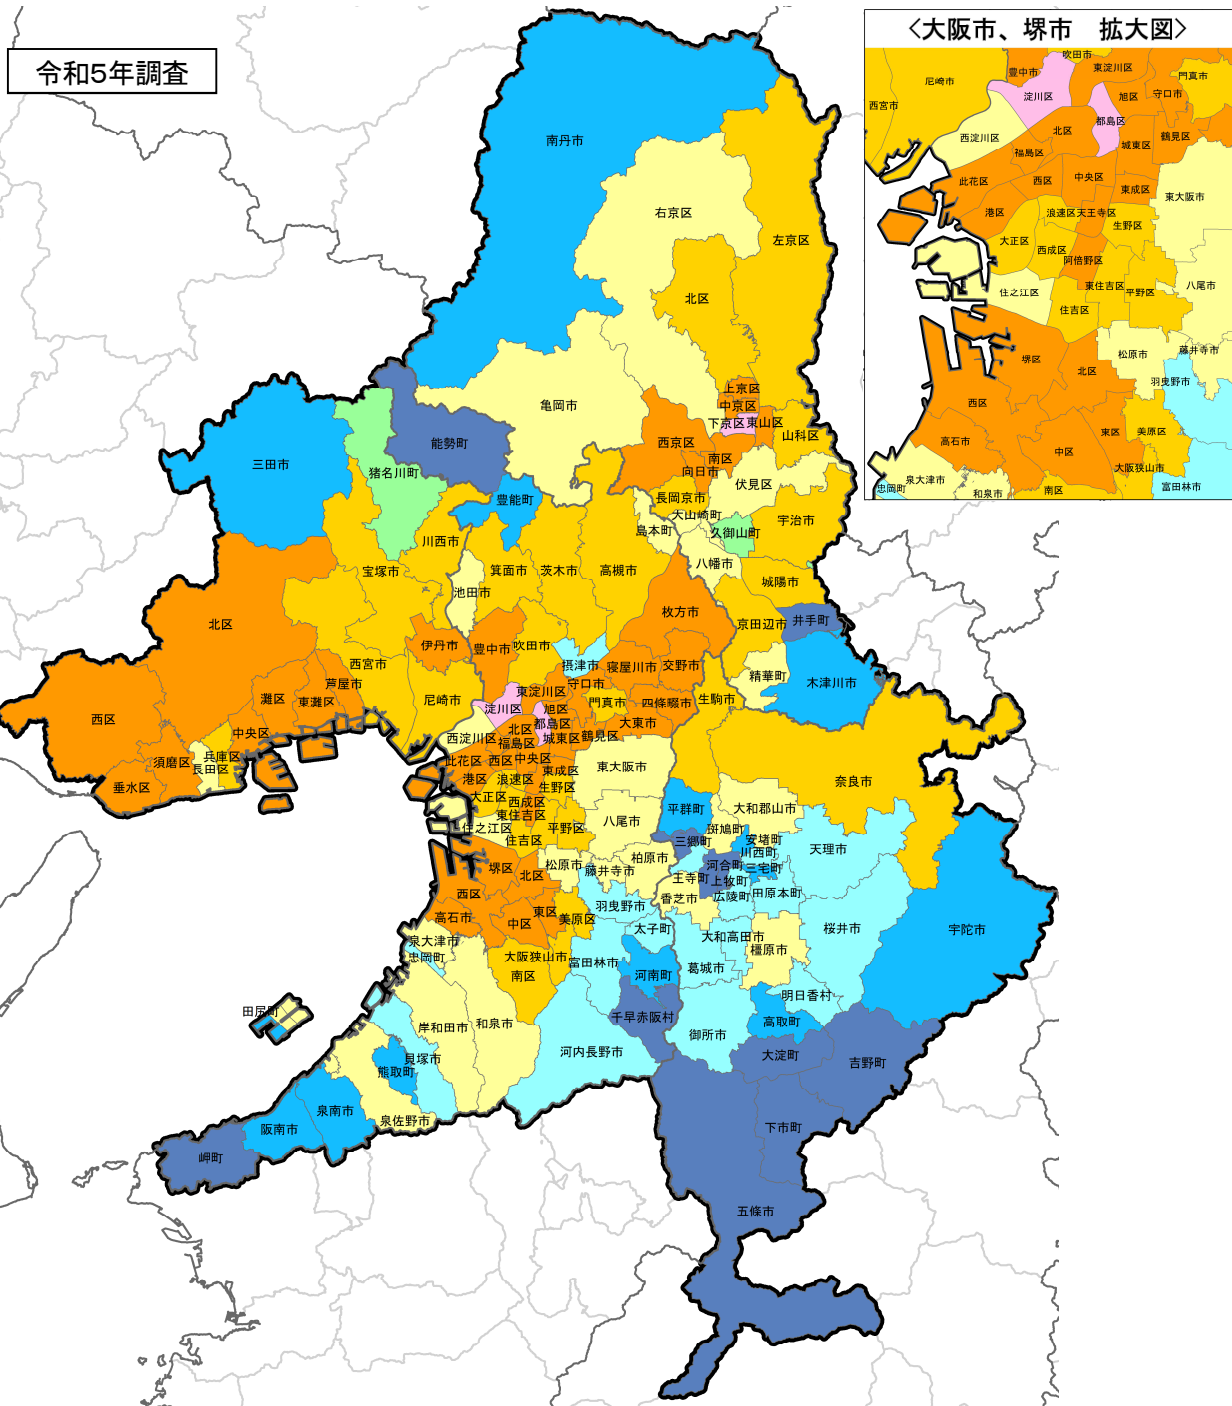 令和5年調査
<大阪市、堺市　拡大図>
南丹市
右京区
左京区
北区
亀岡市
上京区
中京区
下京区
東山区
山科区
西京区
南区
向日市
伏見区
長岡京市
大山崎町
久御山町
宇治市
島本町
八幡市
城陽市
京田辺市
井手町
精華町
木津川市
能勢町
三田市
猪名川町
豊能町
川西市
宝塚市
池田市
箕面市
茨木市
高槻市
北区
伊丹市
豊中市
吹田市
摂津市
枚方市
寝屋川市
交野市
西宮市
芦屋市
東灘区
灘区
中央区
兵庫区
長田区
須磨区
垂水区
西区
尼崎市
淀川区
東淀川区
守口市
旭区
都島区
門真市
四條畷市
大東市
鶴見区
城東区
西淀川区
北区
福島区
此花区
西区
中央区
港区
浪速区
東成区
生野区
大正区
西成区
東住吉区
住之江区
住吉区
平野区
東大阪市
八尾市
柏原市
松原市
藤井寺市
羽曳野市
太子町
堺区
北区
西区
中区
東区
美原区
高石市
泉大津市
忠岡町
大阪狭山市
南区
富田林市
河南町
千早赤阪村
河内長野市
和泉市
岸和田市
貝塚市
熊取町
泉佐野市
田尻町
泉南市
阪南市
岬町
生駒市
奈良市
平群町
大和郡山市
斑鳩町
安堵町
三郷町
川西町
三宅町
河合町
王寺町
上牧町
広陵町
田原本町
天理市
香芝市
大和高田市
橿原市
桜井市
宇陀市
葛城市
明日香村
高取町
御所市
大淀町
吉野町
下市町
五條市
吹田市
豊中市
東淀川区
尼崎市
門真市
西宮市
淀川区
旭区
守口市
都島区
西淀川区
北区
鶴見区
福島区
城東区
此花区
西区
中央区
東成区
東大阪市
港区
浪速区
天王寺区
生野区
大正区
西成区
阿倍野区
住之江区
東住吉区
平野区
八尾市
住吉区
松原市
藤井寺市
堺区
北区
羽曳野市
西区
高石市
東区
美原区
中区
大阪狭山市
泉大津市
忠岡町
和泉市
南区
富田林市